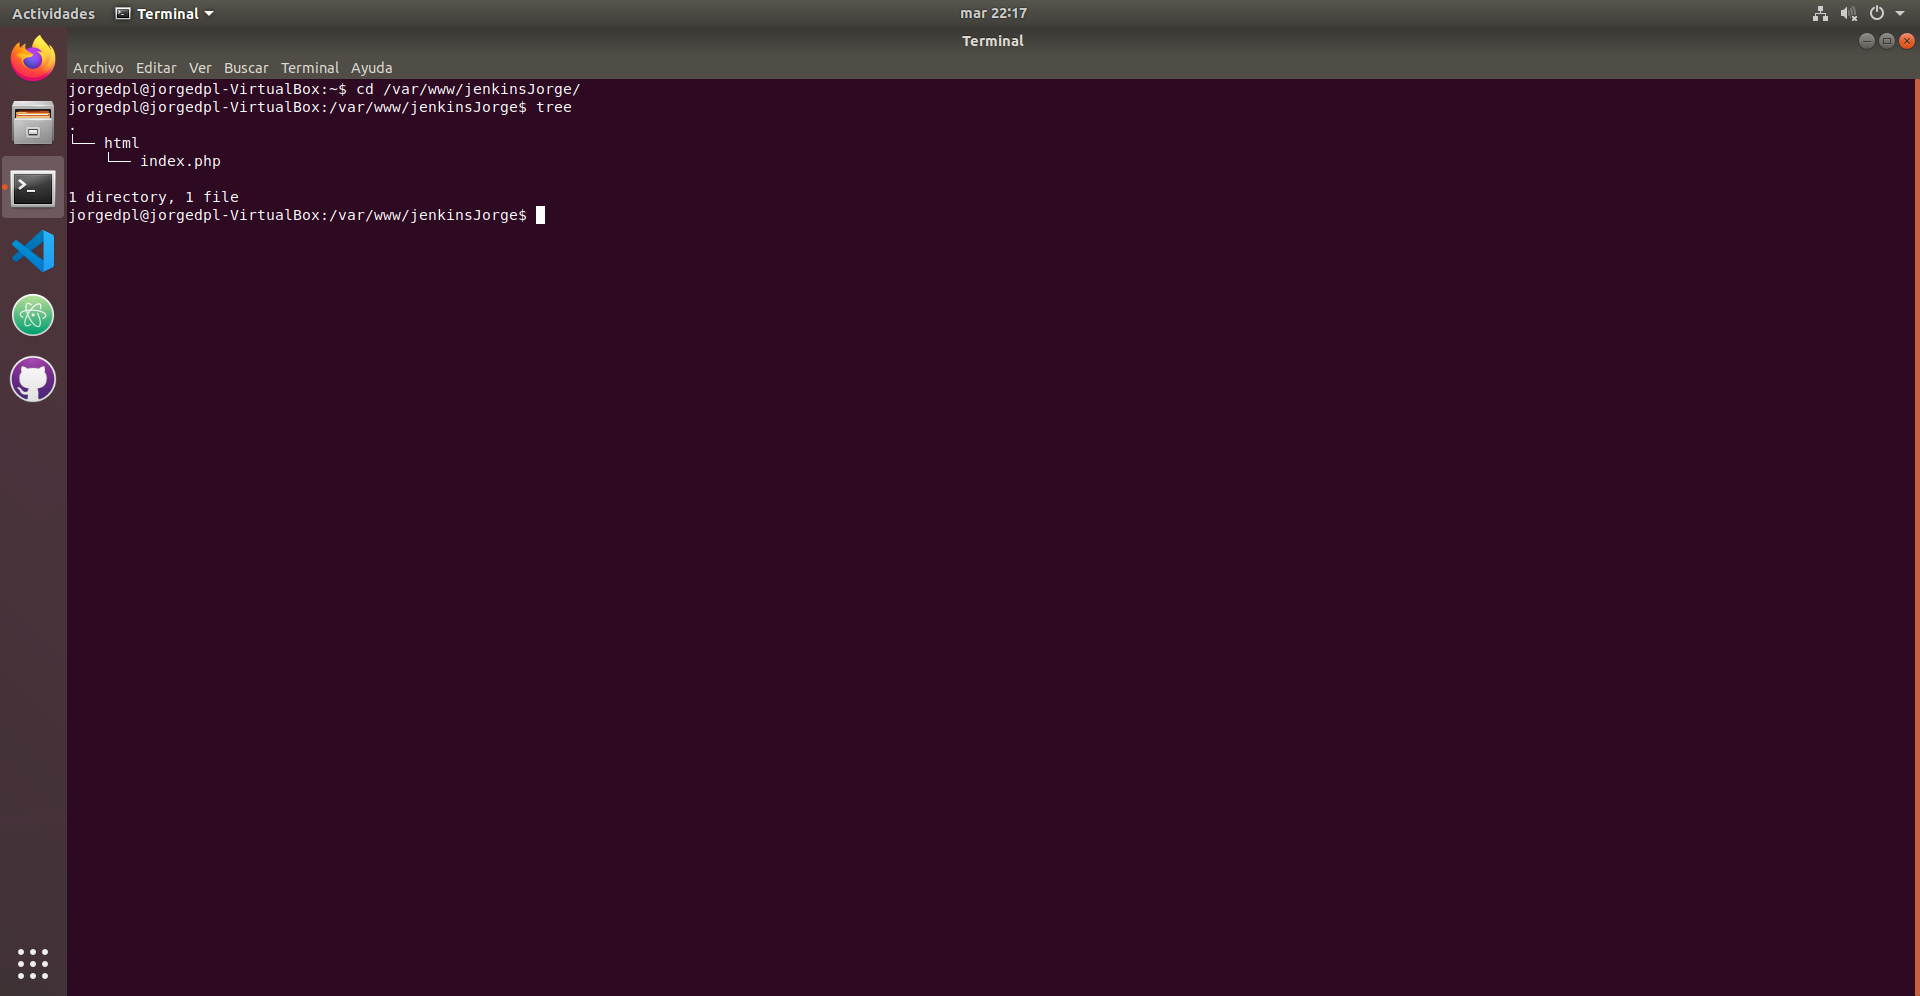 Actividades Terminal mar 22:17
Terminal
Archivo Editar Ver Buscar Terminal Ayuda
jorgedpl@jorgedpl-VirtualBox:~$ cd /var/www/jenkinsJorge/
jorgedpl@jorgedpl-VirtualBox:/var/www/jenkinsJorge$ tree
.
└── html
    └── index.php
1 directory, 1 file
jorgedpl@jorgedpl-VirtualBox:/var/www/jenkinsJorge$